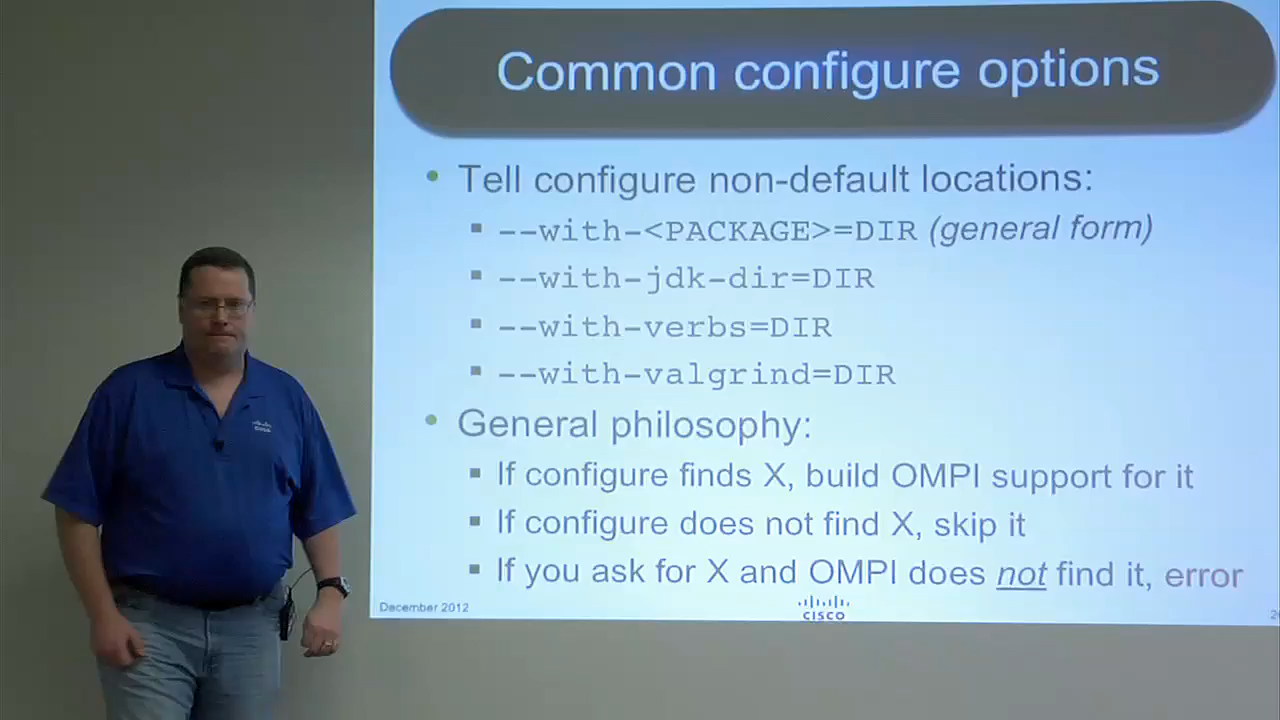 Common configure options
• Tell configure non-default locations:
▪ --with-<PACKAGE>=DIR (general form)
▪ --with-jdk-dir=DIR
▪ --with-verbs=DIR
▪ --with-valgrind=DIR
• General philosophy:
▪ If configure finds X, build OMPI support for it
▪ If configure does not find X, skip it
▪ If you ask for X and OMPI does not find it, error
December 2012
CISCO